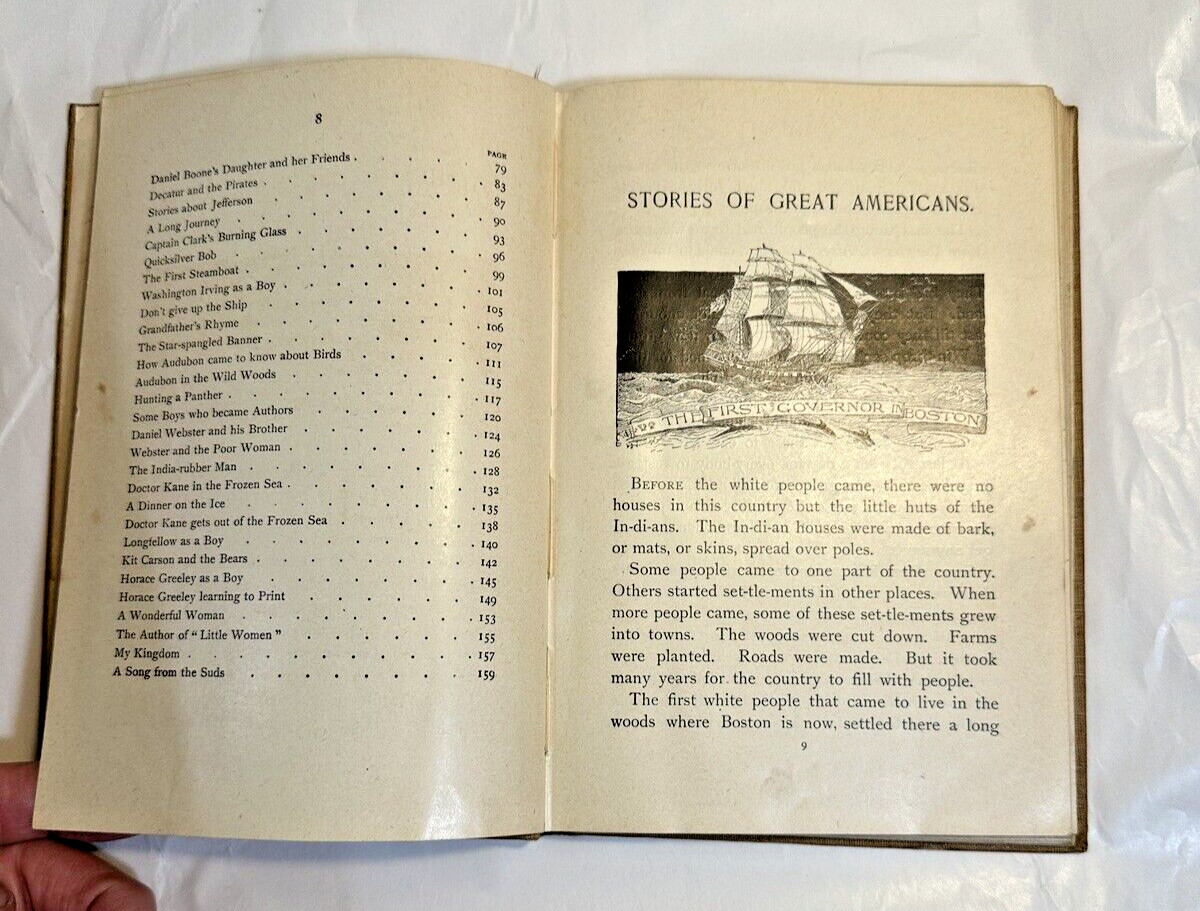 8
PAGE
Daniel Boone's Daughter and her Friends . . . . . 79
Decatur and the Pirates . . . . . . . . 83
Stories about Jefferson . . . . . . . 87
A Long Journey . . . . . . . . 90
Captain Clark's Burning Glass . . . . . . 93
Quicksilver Bob . . . . . . . . 96
The First Steamboat . . . . . . . 99
Washington Irving as a Boy . . . . . . . 101
Don't give up the Ship . . . . . . . 105
Grandfather's Rhyme . . . . . . . 106
The Star-spangled Banner . . . . . . . 107
How Audubon came to know about Birds . . . . 111
Audubon in the Wild Woods . . . . . . 115
Hunting a Panther . . . . . . . . 117
Some Boys who became Authors . . . . . 120
Daniel Webster and his Brother . . . . . . 124
Webster and the Poor Woman . . . . . . 126
The India-rubber Man . . . . . . . 128
Doctor Kane in the Frozen Sea . . . . . . 132
A Dinner on the Ice . . . . . . . 135
Doctor Kane gets out of the Frozen Sea . . . . 138
Longfellow as a Boy . . . . . . . 140
Kit Carson and the Bears . . . . . . . 142
Horace Greeley as a Boy . . . . . . 145
Horace Greeley learning to Print . . . . . 149
A Wonderful Woman . . . . . . . 153
The Author of "Little Women" . . . . . 155
My Kingdom . . . . . . . . . 157
A Song from the Suds . . . . . . . 159
STORIES OF GREAT AMERICANS.
THE FIRST GOVERNOR IN BOSTON
BEFORE the white people came, there were no
houses in this country but the little huts of the
In-di-ans. The In-di-an houses were made of bark,
or mats, or skins, spread over poles.
Some people came to one part of the country.
Others started set-tle-ments in other places. When
more people came, some of these set-tle-ments grew
into towns. The woods were cut down. Farms
were planted. Roads were made. But it took
many years for the country to fill with people.
The first white people that came to live in the
woods where Boston is now, settled there a long
9